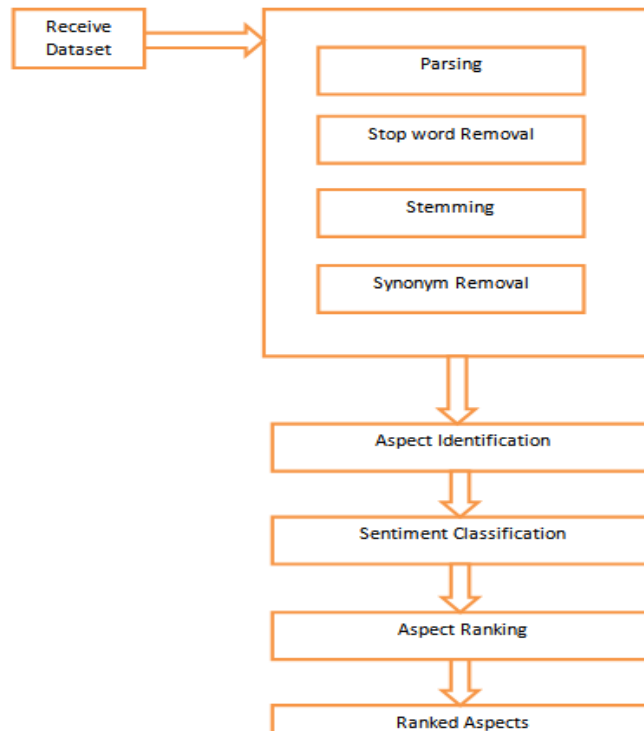 Receive
Dataset
Parsing
Stop word Removal
Stemming
Synonym Removal
Aspect Identification
Sentiment Classification
Aspect Ranking
Ranked Aspects